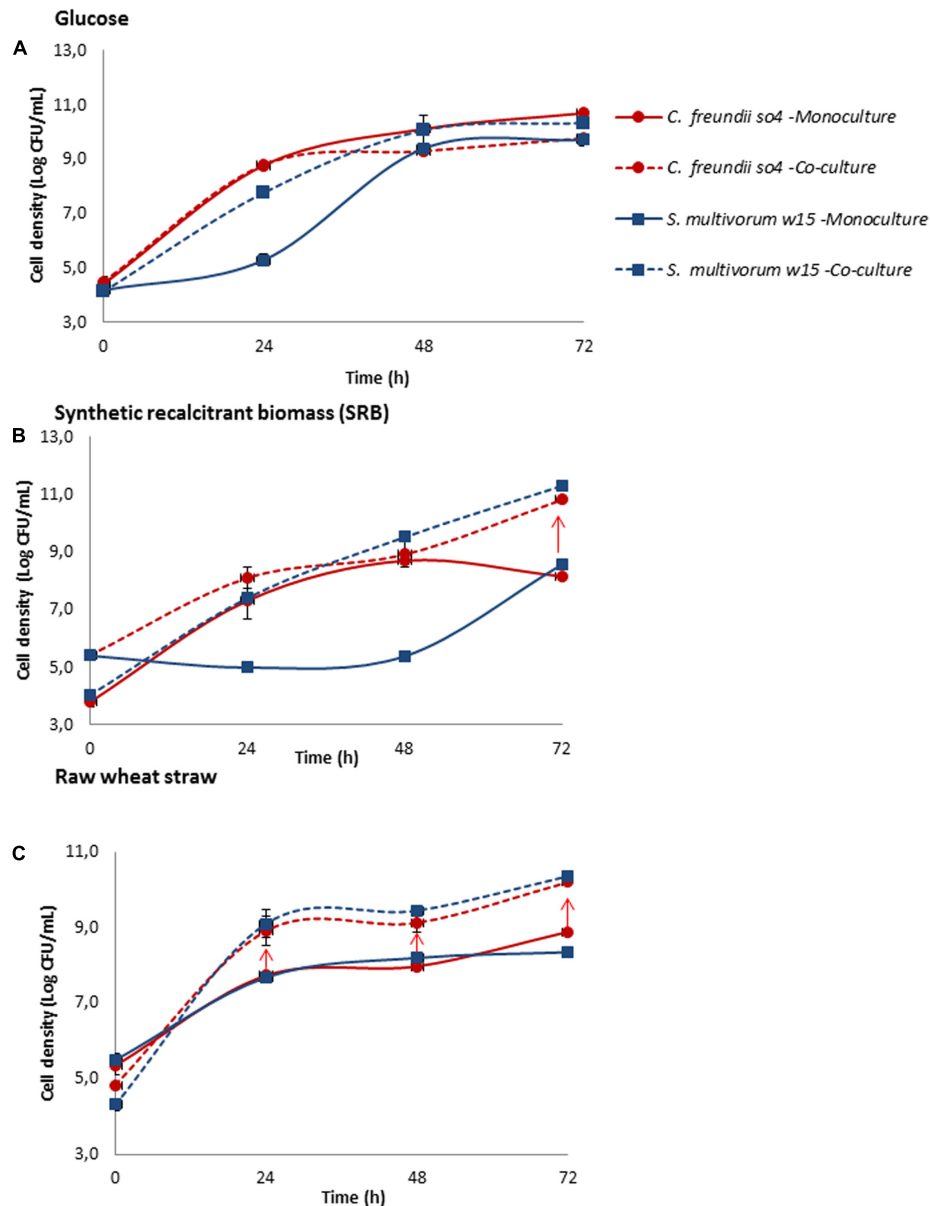 Glucose
A
13,0
11,0
9,0
7,0
5,0
3,0
Cell density (Log CFU/mL)
0 24 48 72
Time (h)
C. freundii so4 -Monoculture
C. freundii so4 -Co-culture
S. multivorum w15 -Monoculture
S. multivorum w15 -Co-culture
Synthetic recalcitrant biomass (SRB)
B
13,0
11,0
9,0
7,0
5,0
3,0
Cell density (Log CFU/mL)
0 24 48 72
Time (h)
Raw wheat straw
C
11,0
9,0
7,0
5,0
3,0
Cell density (Log CFU/mL)
0 24 48 72
Time (h)